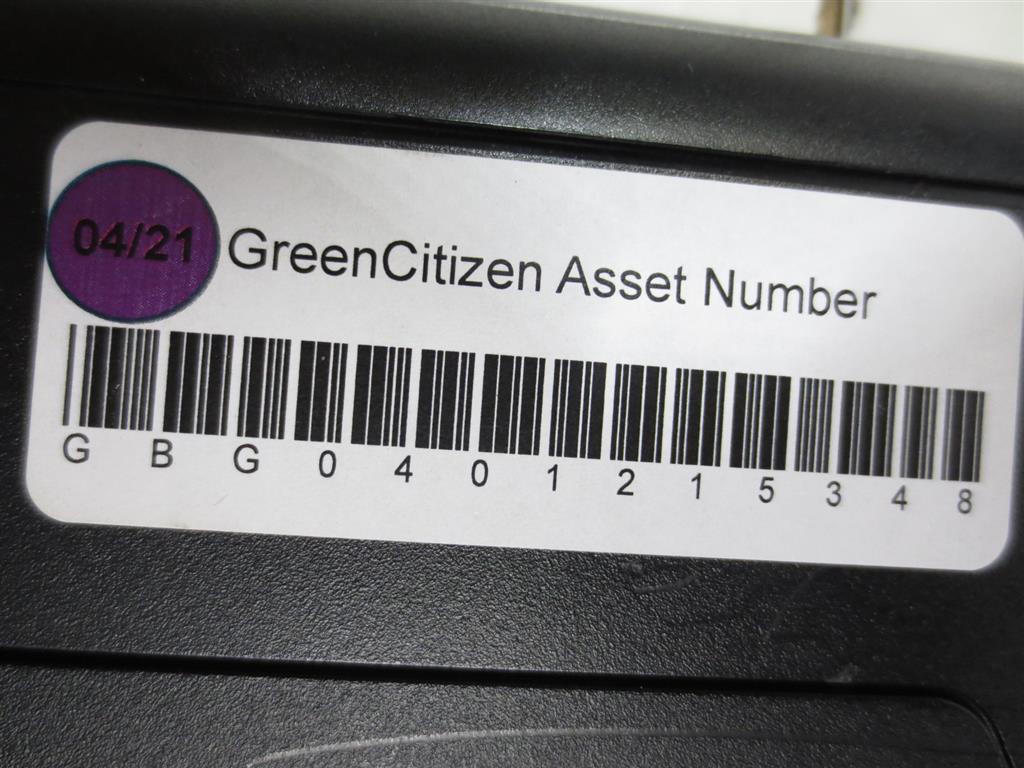 04/21 GreenCitizen Asset Number
G B G 0 4 0 1 2 1 5 3 4 8